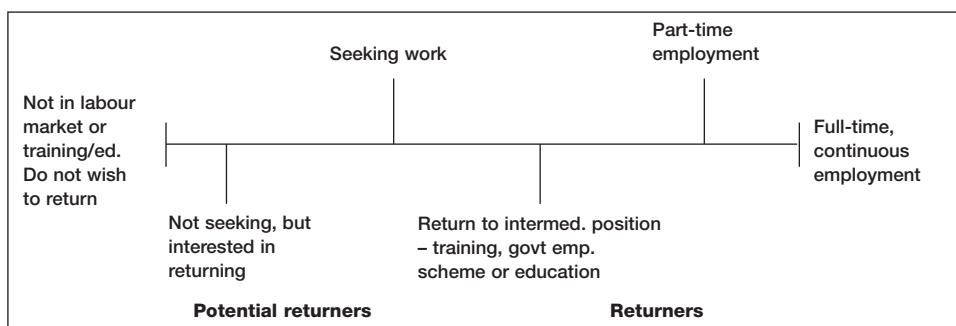 Part-time
employment
Seeking work
Not in labour
market or
training/ed.
Do not wish
to return
Full-time,
continuous
employment
Not seeking, but
interested in
returning
Return to intermed. position
– training, govt emp.
scheme or education
Potential returners
Returners